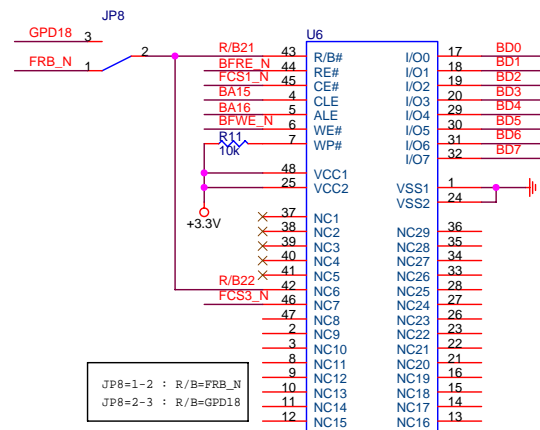 JP8
GPD18 3
FRB_N 1 2
U6
R/B21 43 R/B# I/O0 17 BD0
BFRE_N 44 RE# I/O1 18 BD1
FCS1_N 45 CE# I/O2 19 BD2
BA15 4 CLE I/O3 20 BD3
BA16 5 ALE I/O4 29 BD4
BFWE_N 6 WE# I/O5 30 BD5
R11 10k 7 WP# I/O6 31 BD6
I/O7 32 BD7
48 VCC1
25 VCC2 VSS1 1
VSS2 24
+3.3V
37 NC1
38 NC2 NC29 36
39 NC3 NC28 35
40 NC4 NC27 34
41 NC5 NC26 33
R/B22 42 NC6 NC25 28
FCS3_N 46 NC7 NC24 27
47 NC8 NC23 26
2 NC9 NC22 23
3 NC10 NC21 22
8 NC11 NC20 21
9 NC12 NC19 16
10 NC13 NC18 15
11 NC14 NC17 14
12 NC15 NC16 13
JP8=1-2 : R/B=FRB_N
JP8=2-3 : R/B=GPD18